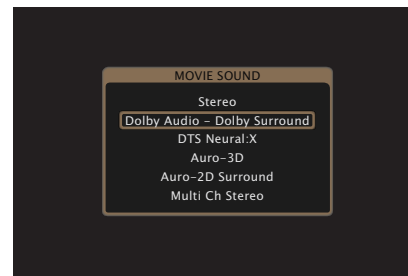 MOVIE SOUND
Stereo
Dolby Audio – Dolby Surround
DTS Neural:X
Auro-3D
Auro-2D Surround
Multi Ch Stereo